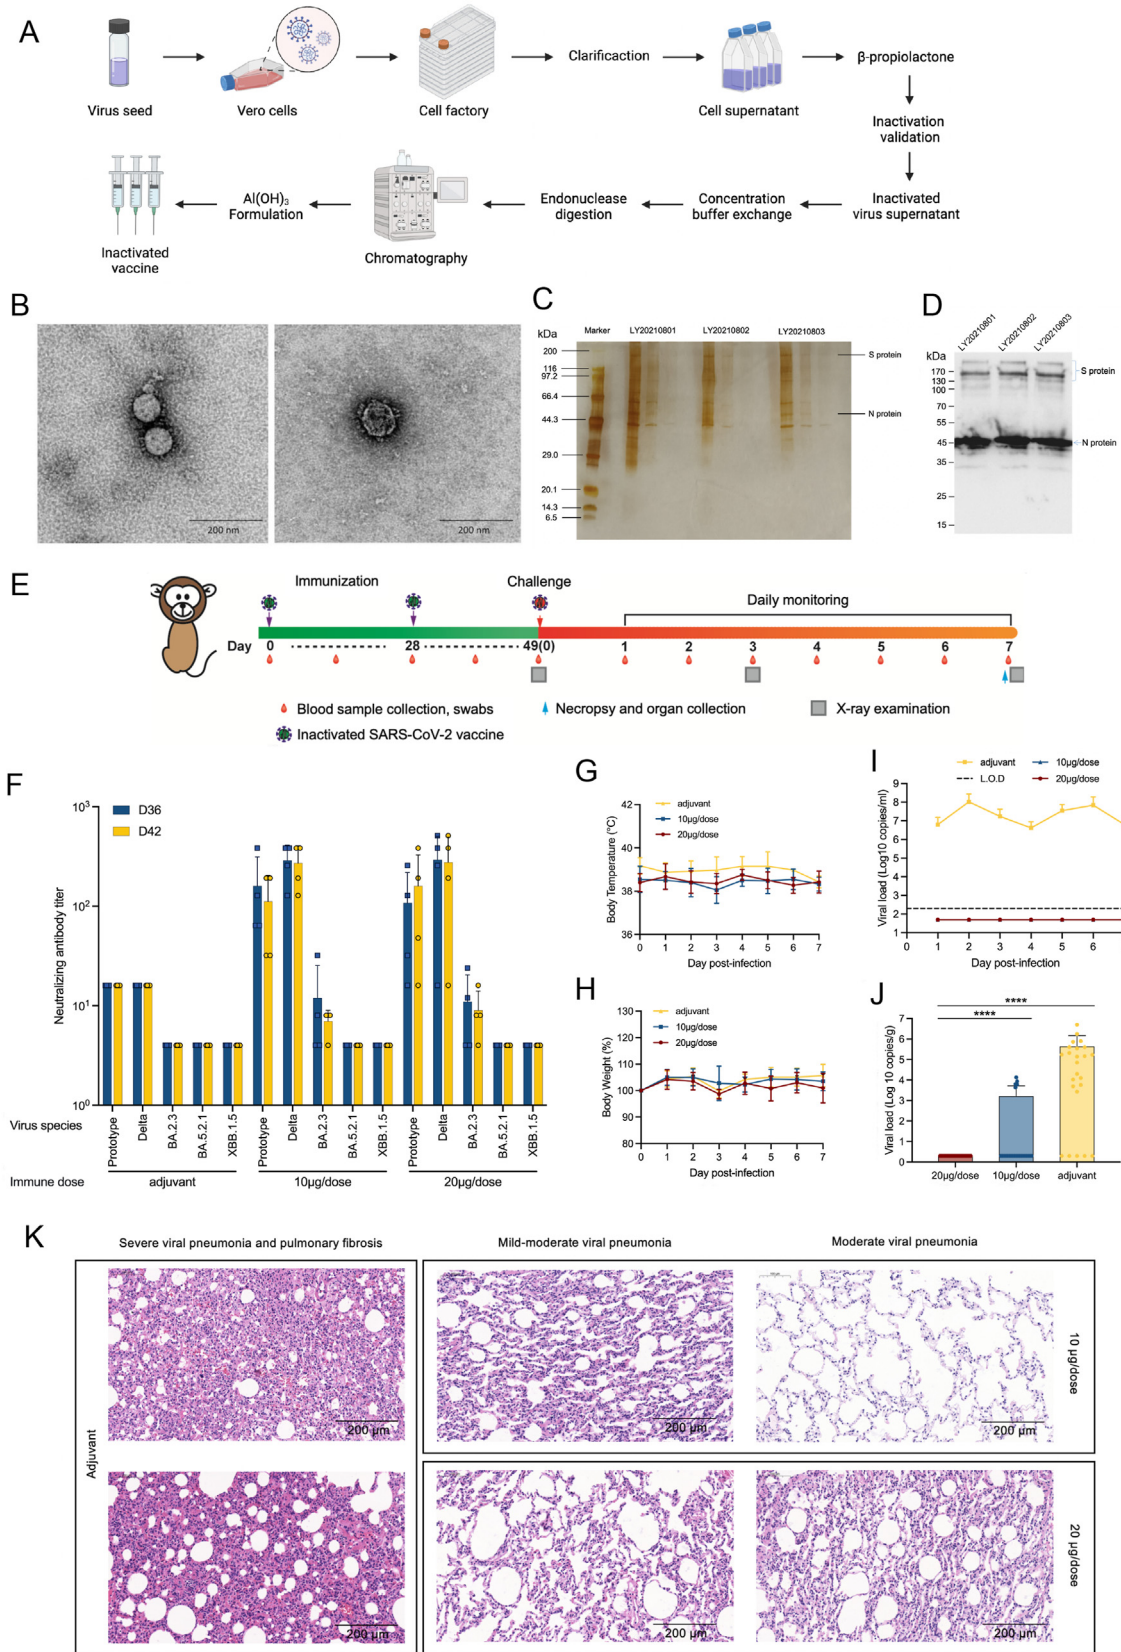 A
Virus seed
Vero cells
Cell factory
Clarifiacaction
Cell supernatant
β-propiolactone
Inactivation
validation
Inactivated
virus supernatant
Concentration
buffer exchange
Endonuclease
digestion
Chromatography
Al(OH)₃
Formulation
Inactivated
vaccine
B
200 nm
200 nm
C
kDa
Marker
LY20210801
LY20210802
LY20210803
200
116
97.2
66.4
44.3
29.0
20.1
14.3
6.5
S protein
N protein
D
LY20210801
LY20210802
LY20210803
kDa
170
130
100
70
55
45
35
25
15
S protein
N protein
E
Immunization
Challenge
Daily monitoring
Day 0 28 49(0) 1 2 3 4 5 6 7
Blood sample collection, swabs
Necropsy and organ collection
X-ray examination
Inactivated SARS-CoV-2 vaccine
F
D36
D42
Neutralizing antibody titer
10³
10²
10¹
10⁰
Virus species
Prototype
Delta
BA.2.3
BA.5.2.1
XBB.1.5
Prototype
Delta
BA.2.3
BA.5.2.1
XBB.1.5
Prototype
Delta
BA.2.3
BA.5.2.1
XBB.1.5
Immune dose
adjuvant
10μg/dose
20μg/dose
G
adjuvant
10μg/dose
20μg/dose
Body Temperature (°C)
42
40
38
36
0 1 2 3 4 5 6 7
Day post-infection
H
adjuvant
10μg/dose
20μg/dose
Body Weight (%)
130
120
110
100
90
80
0 1 2 3 4 5 6 7
Day post-infection
I
adjuvant
10μg/dose
L.O.D
20μg/dose
Viral load (Log10 copies/ml)
9
8
7
6
5
4
3
2
1
0 1 2 3 4 5 6
Day post-infection
J
****
****
Viral load (Log 10 copies/g)
7
6
5
4
3
2
1
0
20μg/dose
10μg/dose
adjuvant
K
Severe viral pneumonia and pulmonary fibrosis
Mild-moderate viral pneumonia
Moderate viral pneumonia
Adjuvant
10 μg/dose
20 μg/dose
200 μm
200 μm
200 μm
200 μm
200 μm
200 μm